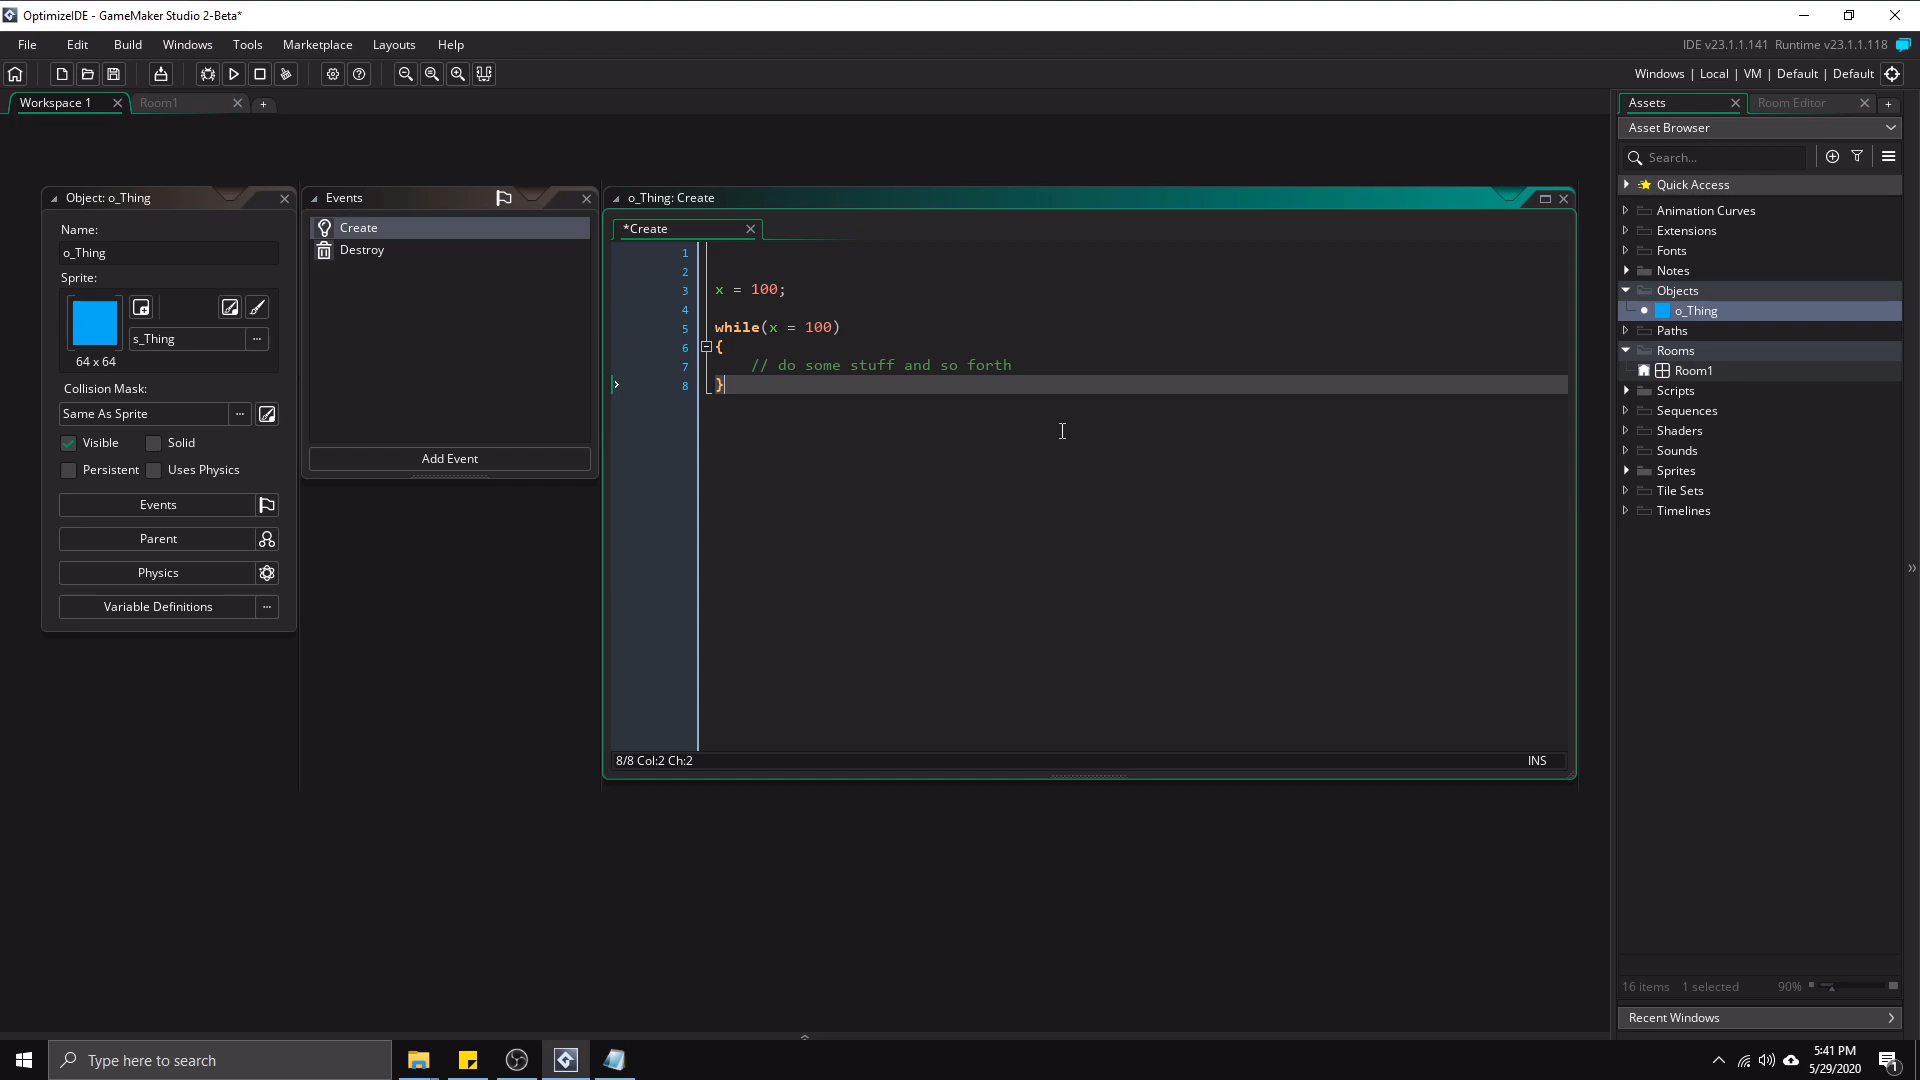 OptimizeIDE - GameMaker Studio 2-Beta*
File Edit Build Windows Tools Marketplace Layouts Help
IDE v23.1.1.141 Runtime v23.1.1.118
Windows | Local | VM | Default | Default
Workspace 1
Room1
Object: o_Thing
Name:
o_Thing
Sprite:
s_Thing
64 x 64
Collision Mask:
Same As Sprite
Visible Solid
Persistent Uses Physics
Events
Parent
Physics
Variable Definitions
Events
Create
Destroy
Add Event
o_Thing: Create
*Create
1
2
3 x = 100;
4
5 while(x = 100)
6 {
7 // do some stuff and so forth
8 }
8/8 Col:2 Ch:2
INS
Assets
Room Editor
Asset Browser
Search...
Quick Access
Animation Curves
Extensions
Fonts
Notes
Objects
o_Thing
Paths
Rooms
Room1
Scripts
Sequences
Shaders
Sounds
Sprites
Tile Sets
Timelines
16 items 1 selected 90%
Recent Windows
Type here to search
5:41 PM
5/29/2020
1